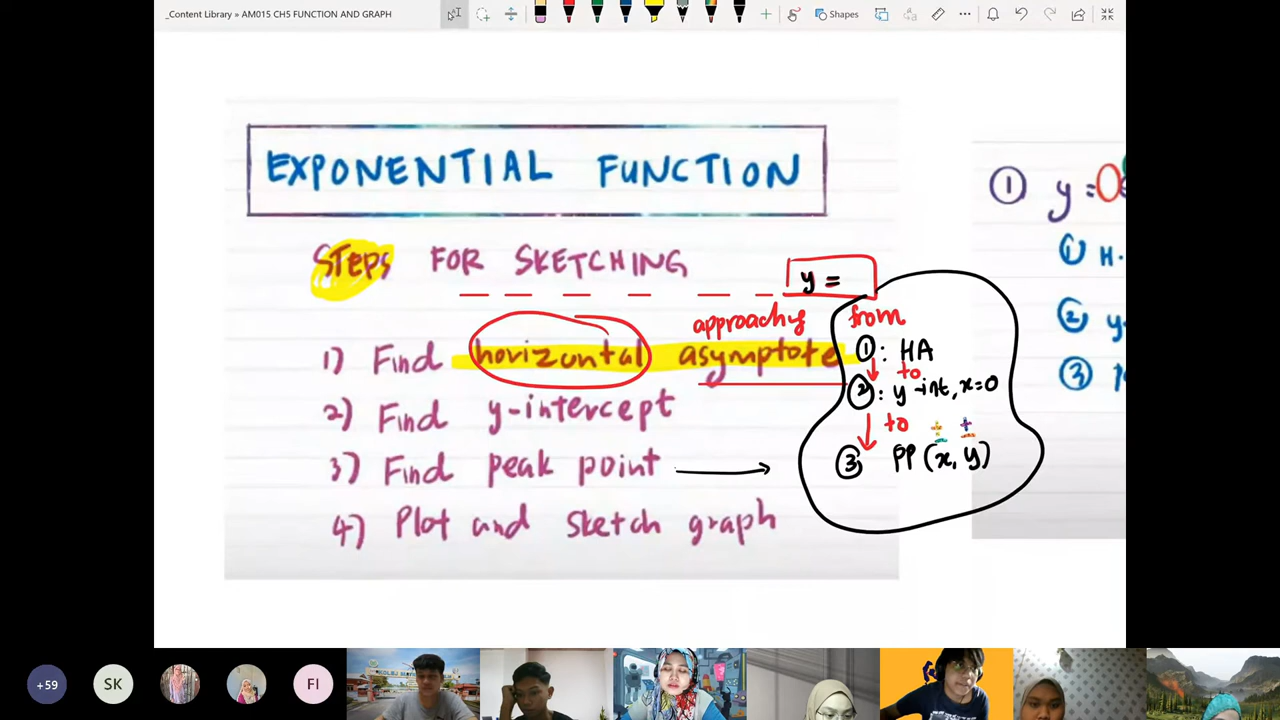 _Content Library » AM015 CH5 FUNCTION AND GRAPH
Shapes
EXPONENTIAL FUNCTION
STEPS FOR SKETCHING
y =
approachy from
1) Find horizontal asymptote
①: HA
to
②: y-int, x=0
2) Find y-intercept
to
3) Find peak point
③ PP (x, y)
4) Plot and sketch graph
① y = 0
① H.
② y
③
+59
SK
FI